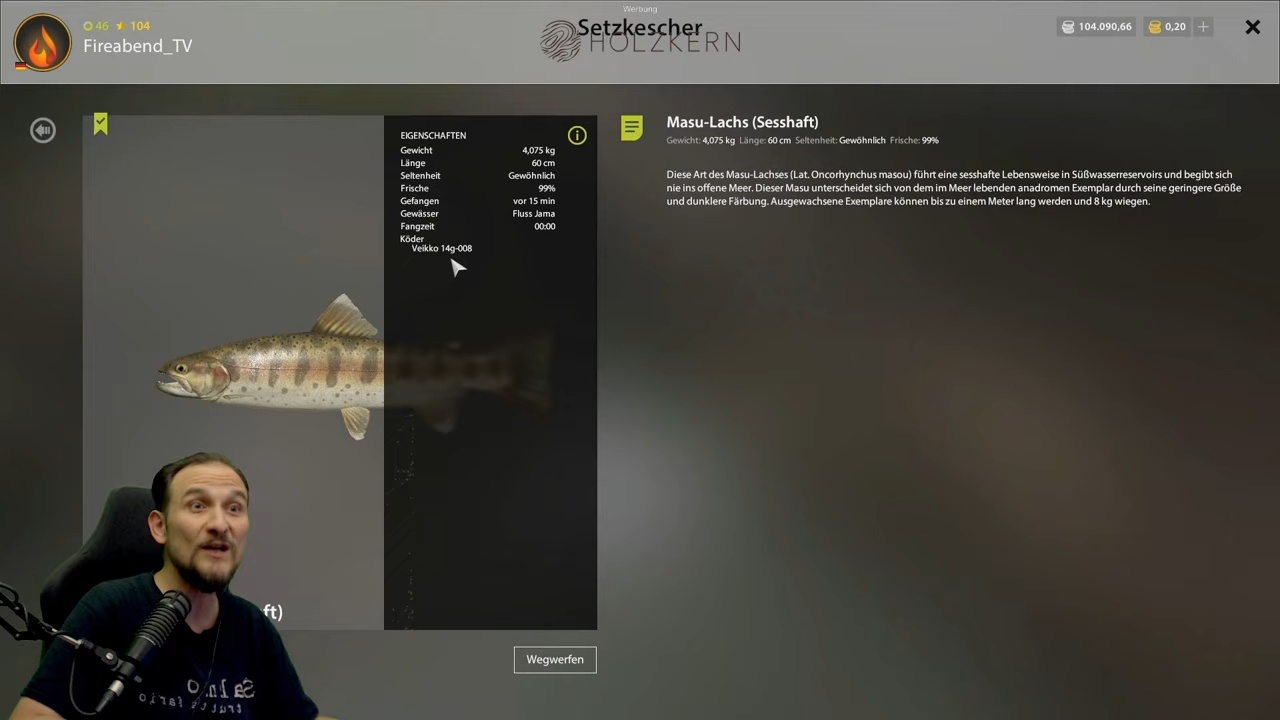 Werbung
46 104
Setzkescher
HOLZKERN
104.090,66 0,20 +
Fireabend_TV
EIGENSCHAFTEN
Gewicht 4,075 kg
Länge 60 cm
Seltenheit Gewöhnlich
Frische 99%
Gefangen vor 15 min
Gewässer Fluss Jama
Fangzeit 00:00
Köder
Veikko 14g-008
Masu-Lachs (Sesshaft)
Gewicht: 4,075 kg Länge: 60 cm Seltenheit: Gewöhnlich Frische: 99%
Diese Art des Masu-Lachses (Lat. Oncorhynchus masou) führt eine sesshafte Lebensweise in Süßwasserreservoirs und begibt sich
nie ins offene Meer. Dieser Masu unterscheidet sich von dem im Meer lebenden anadromen Exemplar durch seine geringere Größe
und dunklere Färbung. Ausgewachsene Exemplare können bis zu einem Meter lang werden und 8 kg wiegen.
ft)
Wegwerfen
Salmo
trutta fario